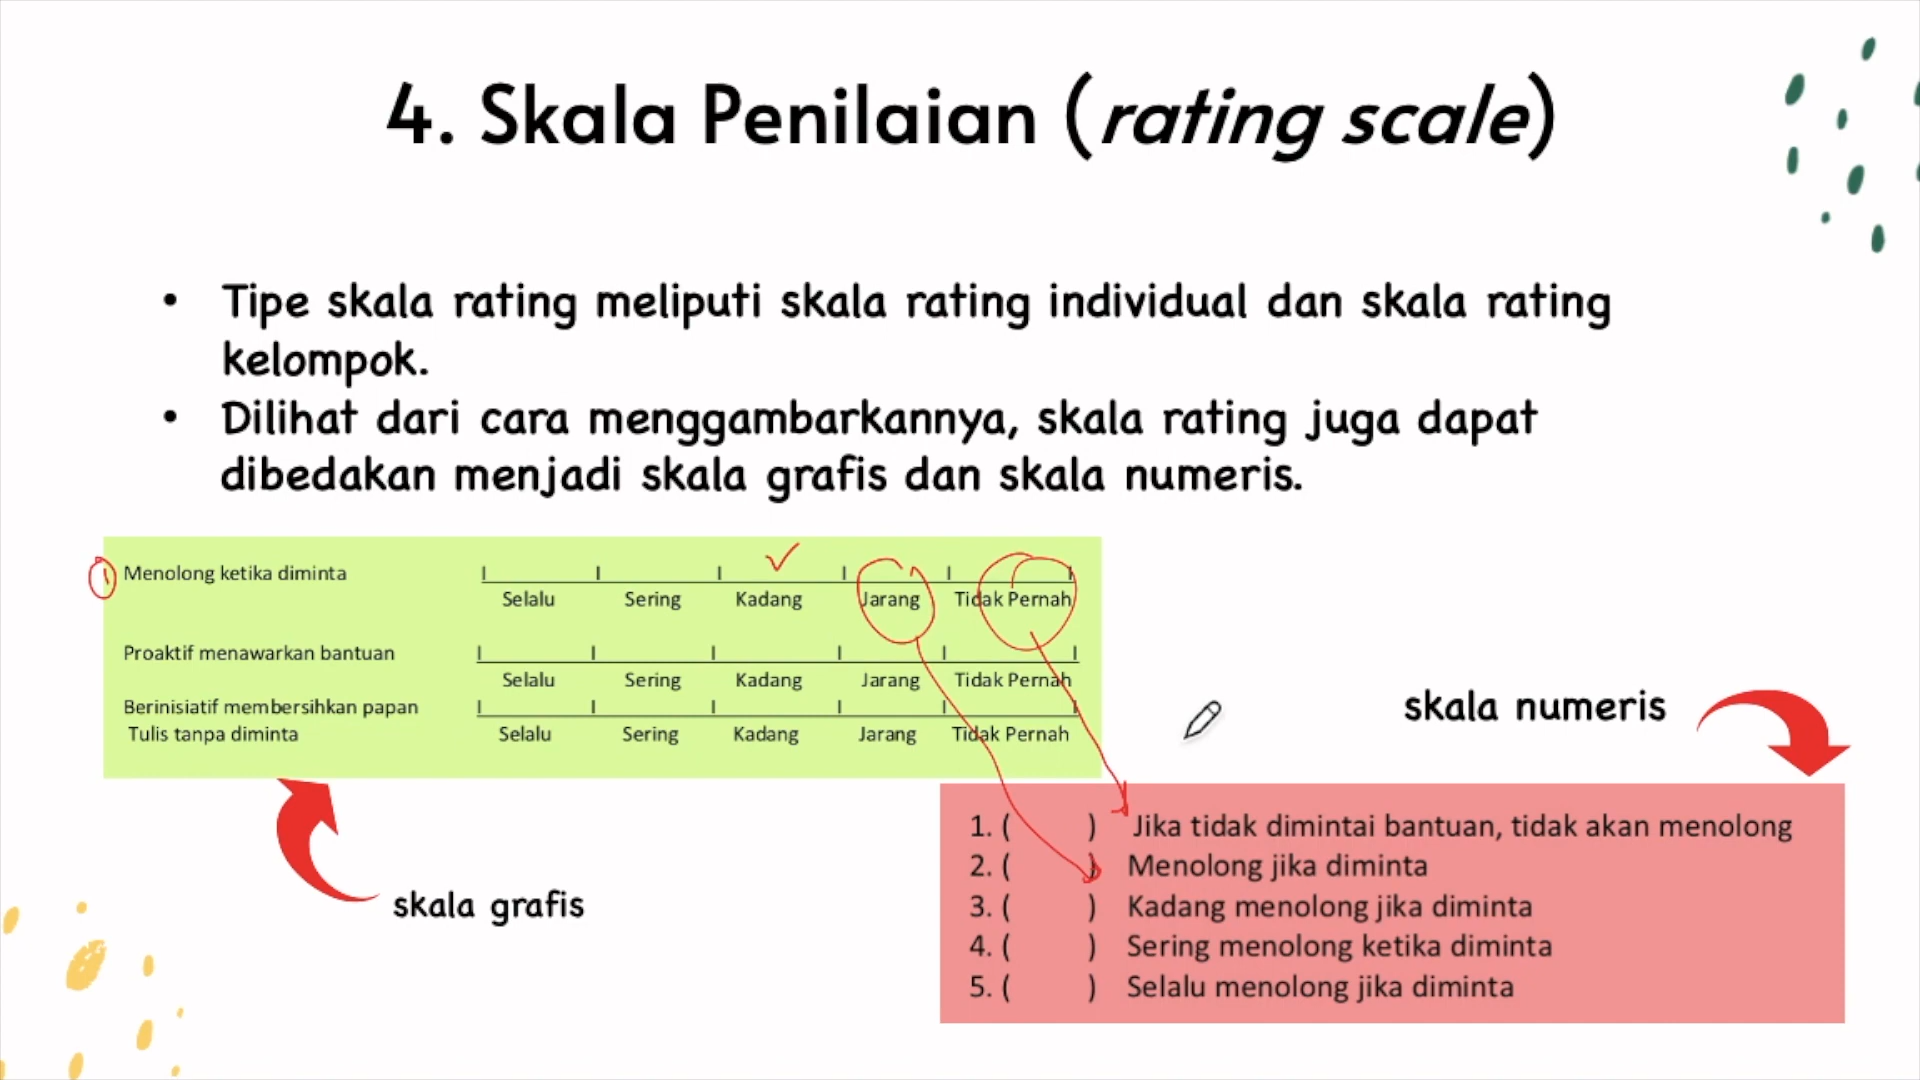 4. Skala Penilaian (rating scale)
• Tipe skala rating meliputi skala rating individual dan skala rating
kelompok.
• Dilihat dari cara menggambarkannya, skala rating juga dapat
dibedakan menjadi skala grafis dan skala numeris.
1 Menolong ketika diminta
Selalu Sering Kadang Jarang Tidak Pernah
Proaktif menawarkan bantuan
Selalu Sering Kadang Jarang Tidak Pernah
Berinisiatif membersihkan papan
Tulis tanpa diminta Selalu Sering Kadang Jarang Tidak Pernah
skala grafis
skala numeris
1. ( ) Jika tidak dimintai bantuan, tidak akan menolong
2. ( ) Menolong jika diminta
3. ( ) Kadang menolong jika diminta
4. ( ) Sering menolong ketika diminta
5. ( ) Selalu menolong jika diminta